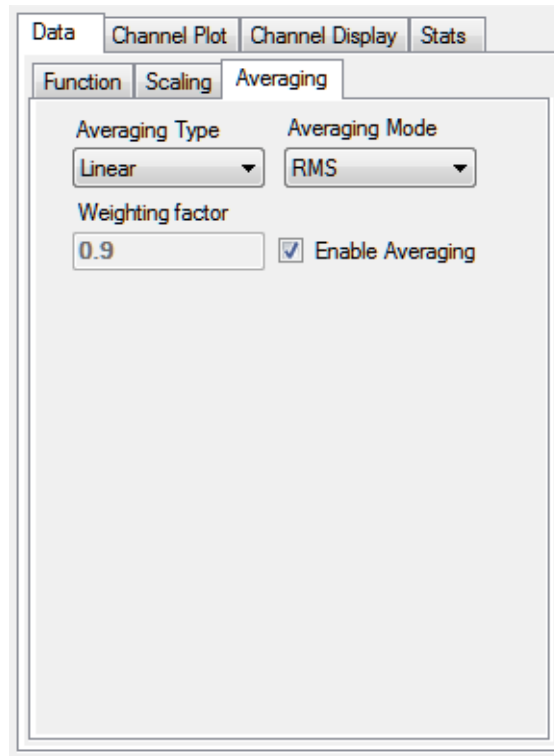 Data Channel Plot Channel Display Stats
Function Scaling Averaging
Averaging Type Averaging Mode
Linear RMS
Weighting factor
0.9 Enable Averaging